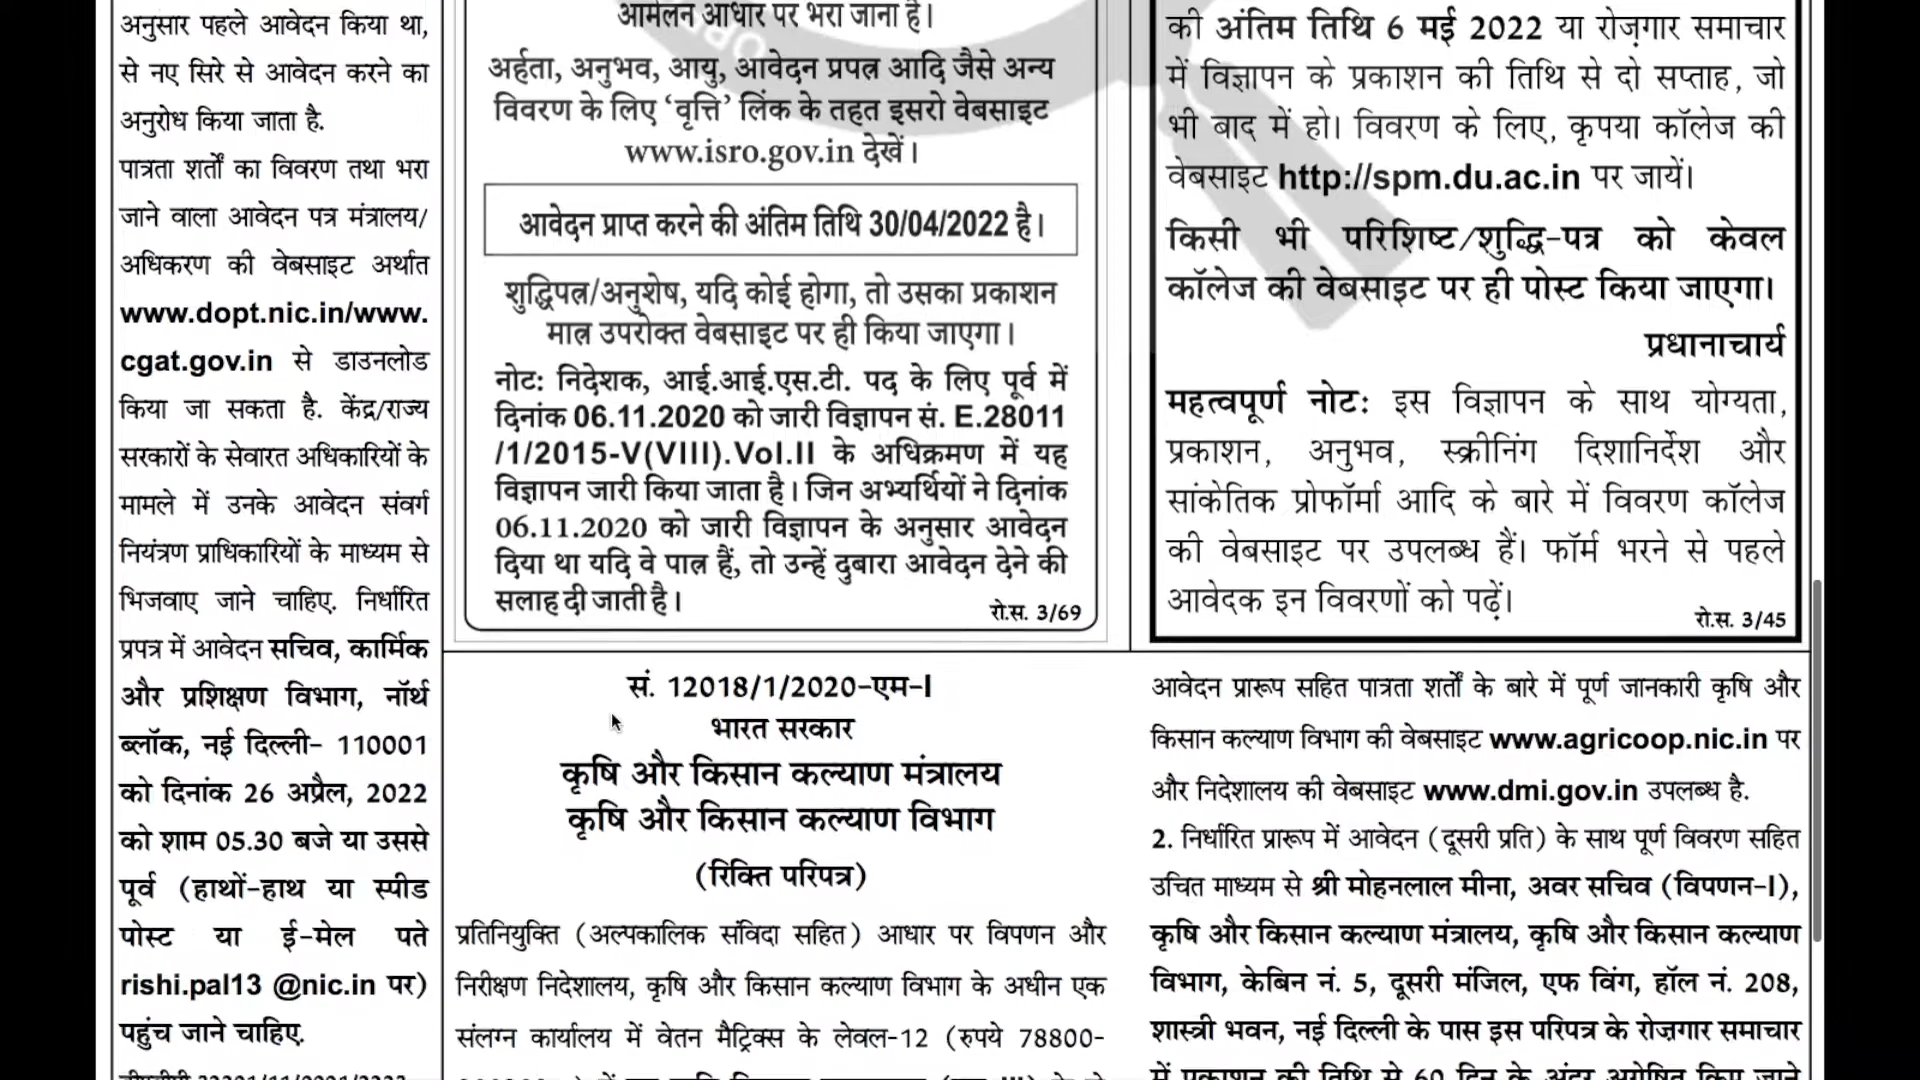 अनुसार पहले आवेदन किया था,
से नए सिरे से आवेदन करने का
अनुरोध किया जाता है.
पात्रता शर्तों का विवरण तथा भरा
जाने वाला आवेदन पत्र मंत्रालय/
अधिकरण की वेबसाइट अर्थात
www.dopt.nic.in/www.
cgat.gov.in से डाउनलोड
किया जा सकता है. केंद्र/राज्य
सरकारों के सेवारत अधिकारियों के
मामले में उनके आवेदन संवर्ग
नियंत्रण प्राधिकारियों के माध्यम से
भिजवाए जाने चाहिए. निर्धारित
प्रपत्र में आवेदन सचिव, कार्मिक
और प्रशिक्षण विभाग, नॉर्थ
ब्लॉक, नई दिल्ली- 110001
को दिनांक 26 अप्रैल, 2022
को शाम 05.30 बजे या उससे
पूर्व (हाथों-हाथ या स्पीड
पोस्ट या ई-मेल पते
rishi.pal13 @nic.in पर)
पहुंच जाने चाहिए.
आमेलन आधार पर भरा जाना है।
अर्हता, अनुभव, आयु, आवेदन प्रपत्र आदि जैसे अन्य
विवरण के लिए ‘वृत्ति’ लिंक के तहत इसरो वेबसाइट
www.isro.gov.in देखें।
आवेदन प्राप्त करने की अंतिम तिथि 30/04/2022 है।
शुद्धिपत्र/अनुशेष, यदि कोई होगा, तो उसका प्रकाशन
मात्र उपरोक्त वेबसाइट पर ही किया जाएगा।
नोट: निदेशक, आई.आई.एस.टी. पद के लिए पूर्व में
दिनांक 06.11.2020 को जारी विज्ञापन सं. E.28011
/1/2015-V(VIII).Vol.II के अधिक्रमण में यह
विज्ञापन जारी किया जाता है। जिन अभ्यर्थियों ने दिनांक
06.11.2020 को जारी विज्ञापन के अनुसार आवेदन
दिया था यदि वे पात्र हैं, तो उन्हें दुबारा आवेदन देने की
सलाह दी जाती है।
रो.स. 3/69
की अंतिम तिथि 6 मई 2022 या रोज़गार समाचार
में विज्ञापन के प्रकाशन की तिथि से दो सप्ताह, जो
भी बाद में हो। विवरण के लिए, कृपया कॉलेज की
वेबसाइट http://spm.du.ac.in पर जायें।
किसी भी परिशिष्ट/शुद्धि-पत्र को केवल
कॉलेज की वेबसाइट पर ही पोस्ट किया जाएगा।
प्रधानाचार्य
महत्वपूर्ण नोट: इस विज्ञापन के साथ योग्यता,
प्रकाशन, अनुभव, स्क्रीनिंग दिशानिर्देश और
सांकेतिक प्रोफॉर्मा आदि के बारे में विवरण कॉलेज
की वेबसाइट पर उपलब्ध हैं। फॉर्म भरने से पहले
आवेदक इन विवरणों को पढ़ें।
रो.स. 3/45
सं. 12018/1/2020-एम-I
भारत सरकार
कृषि और किसान कल्याण मंत्रालय
कृषि और किसान कल्याण विभाग
(रिक्ति परिपत्र)
प्रतिनियुक्ति (अल्पकालिक संविदा सहित) आधार पर विपणन और
निरीक्षण निदेशालय, कृषि और किसान कल्याण विभाग के अधीन एक
संलग्न कार्यालय में वेतन मैट्रिक्स के लेवल-12 (रुपये 78800-
आवेदन प्रारूप सहित पात्रता शर्तों के बारे में पूर्ण जानकारी कृषि और
किसान कल्याण विभाग की वेबसाइट www.agricoop.nic.in पर
और निदेशालय की वेबसाइट www.dmi.gov.in उपलब्ध है.
2. निर्धारित प्रारूप में आवेदन (दूसरी प्रति) के साथ पूर्ण विवरण सहित
उचित माध्यम से श्री मोहनलाल मीना, अवर सचिव (विपणन-I),
कृषि और किसान कल्याण मंत्रालय, कृषि और किसान कल्याण
विभाग, केबिन नं. 5, दूसरी मंजिल, एफ विंग, हॉल नं. 208,
शास्त्री भवन, नई दिल्ली के पास इस परिपत्र के रोज़गार समाचार
में प्रकाशन की तिथि से 60 दिन के अंदर अग्रेषित किए जाने